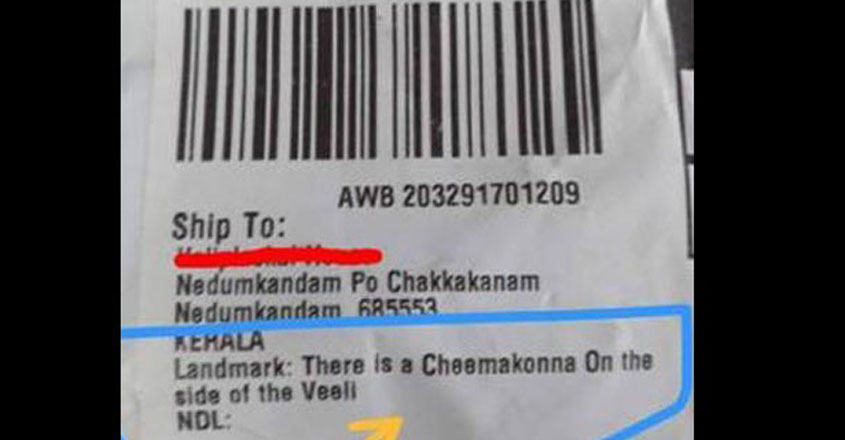 AWB 203291701209
Ship To:
Nedumkandam Po Chakkakanam
Nedumkandam 685553
KERALA
Landmark: There is a Cheemakonna On the
side of the Veeli
NDL: